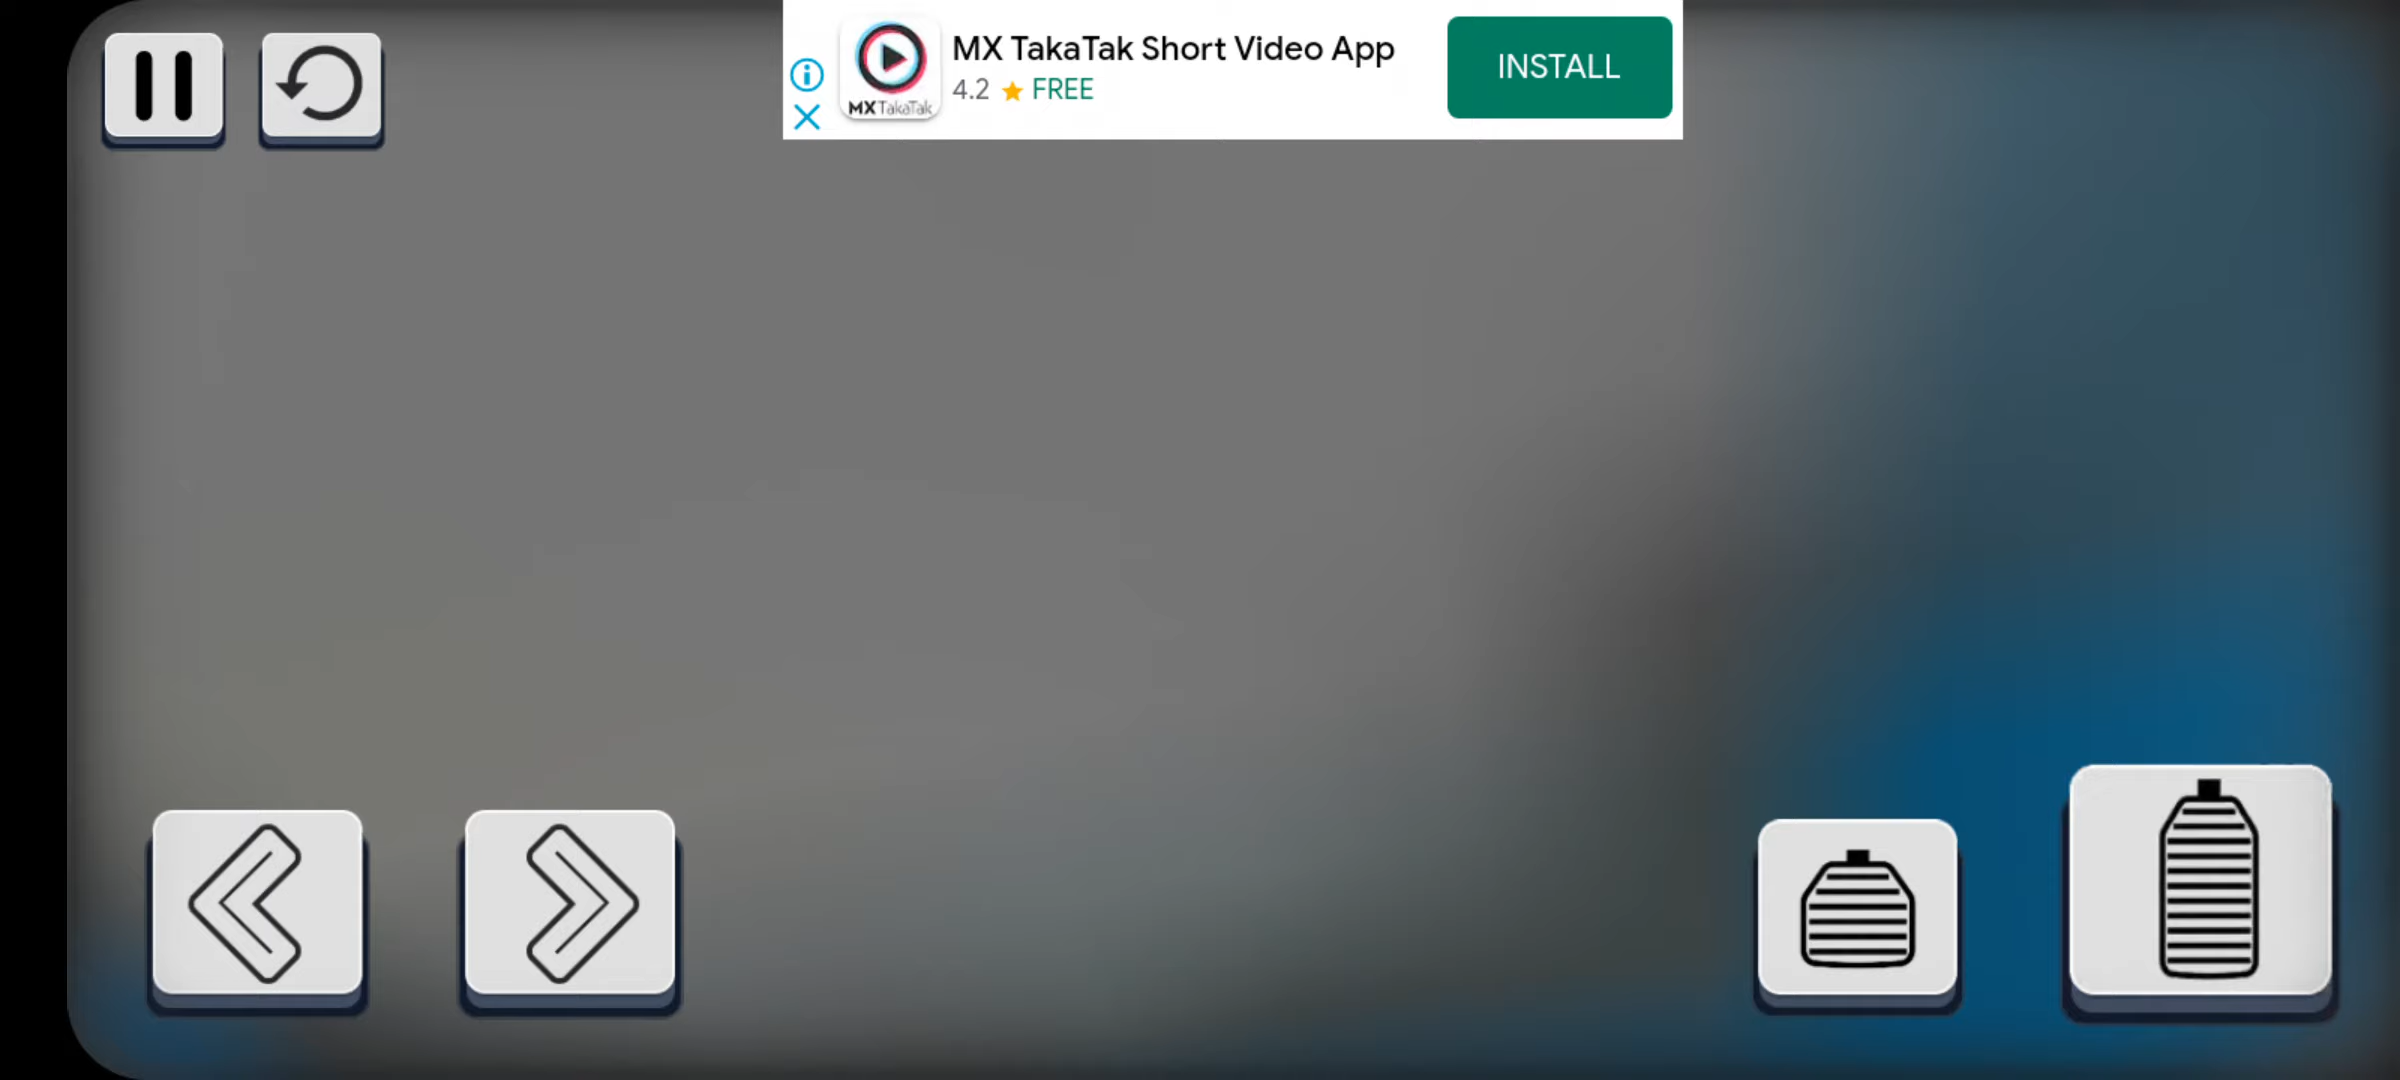 MX TakaTak Short Video App
4.2 ★ FREE
INSTALL
MX TakaTak